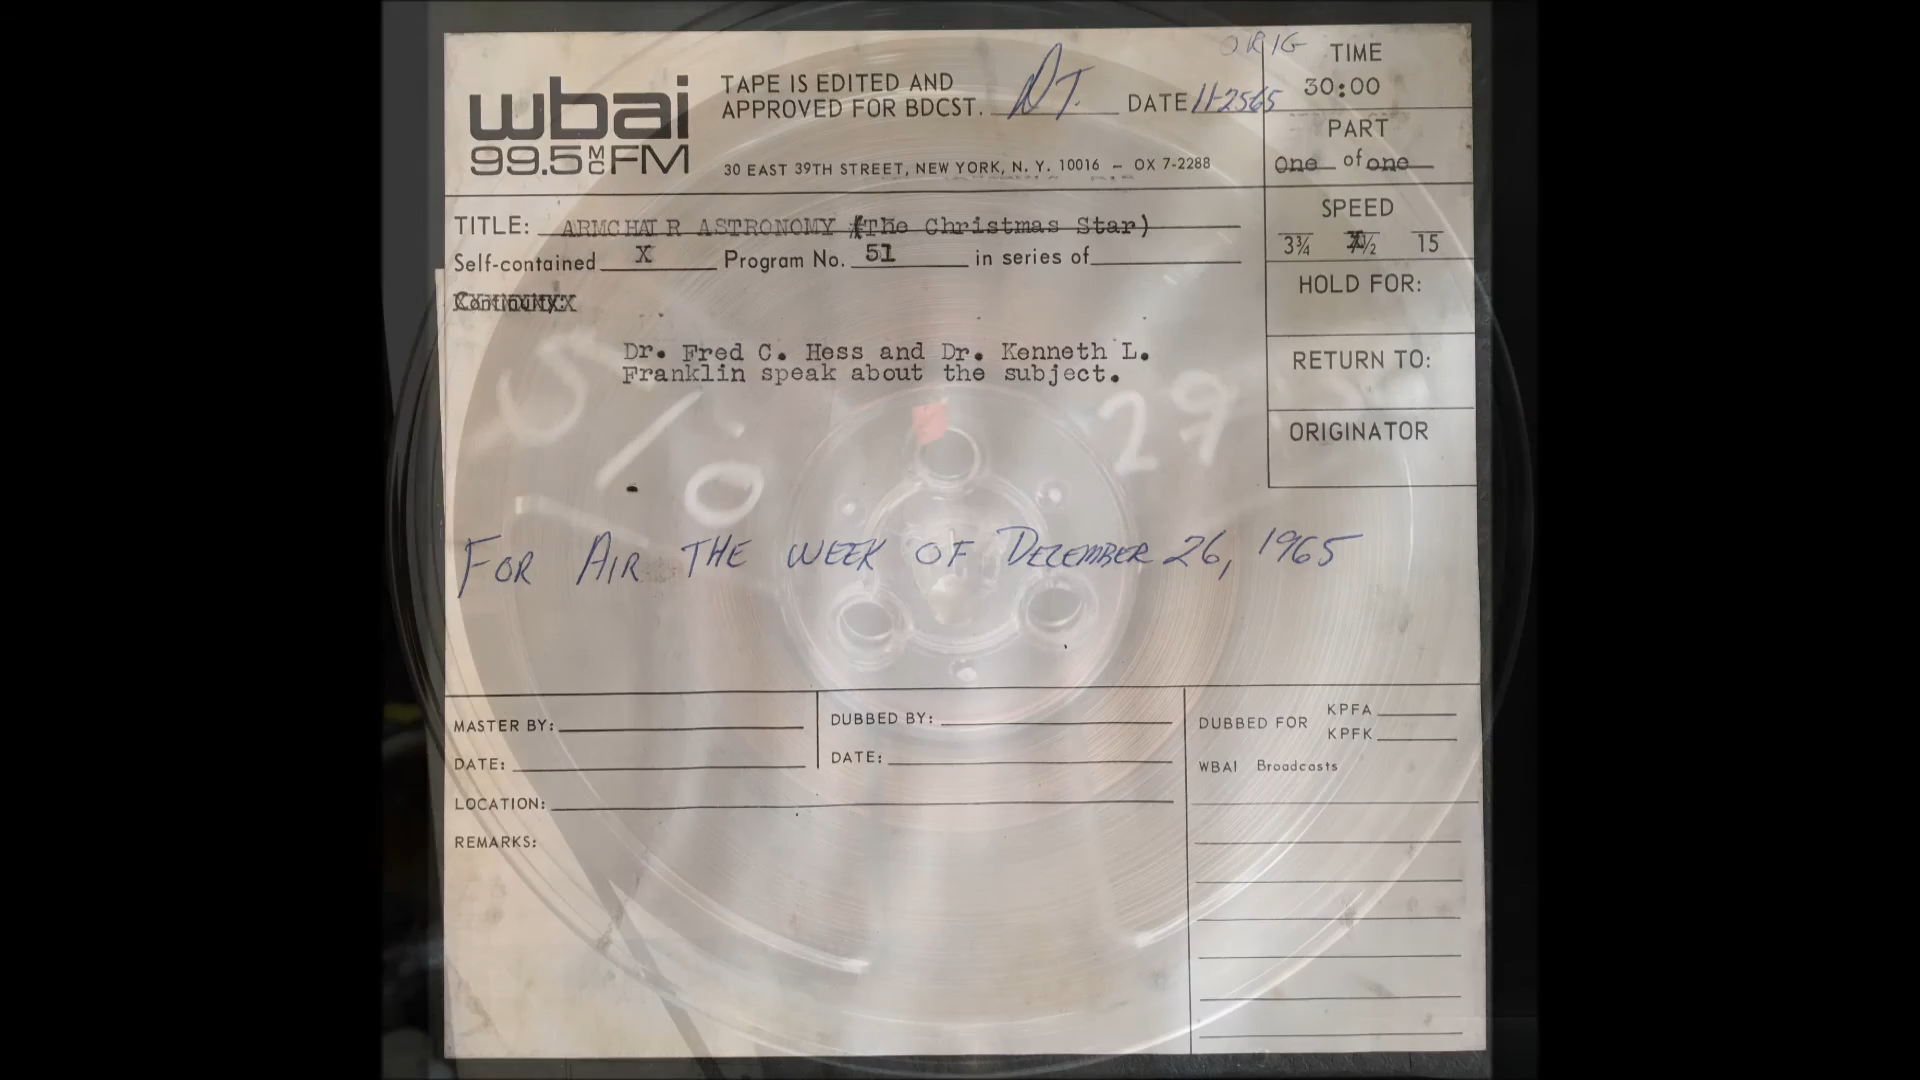 ORIG
TIME
30:00
wbai
99.5 MC FM
TAPE IS EDITED AND
APPROVED FOR BDCST. DT. DATE 11-25-65
30 EAST 39TH STREET, NEW YORK, N. Y. 10016 – OX 7-2288
PART
One of one
TITLE: ARMCHAIR ASTRONOMY (The Christmas Star)
Self-contained X Program No. 51 in series of
SPEED
3¾ 7½ 15
Continuity:
HOLD FOR:
RETURN TO:
ORIGINATOR
Dr. Fred C. Hess and Dr. Kenneth L.
Franklin speak about the subject.
29
FOR AIR THE WEEK OF DECEMBER 26, 1965
MASTER BY:
DATE:
DUBBED BY:
DATE:
DUBBED FOR KPFA
KPFK
WBAI Broadcasts
LOCATION:
REMARKS: